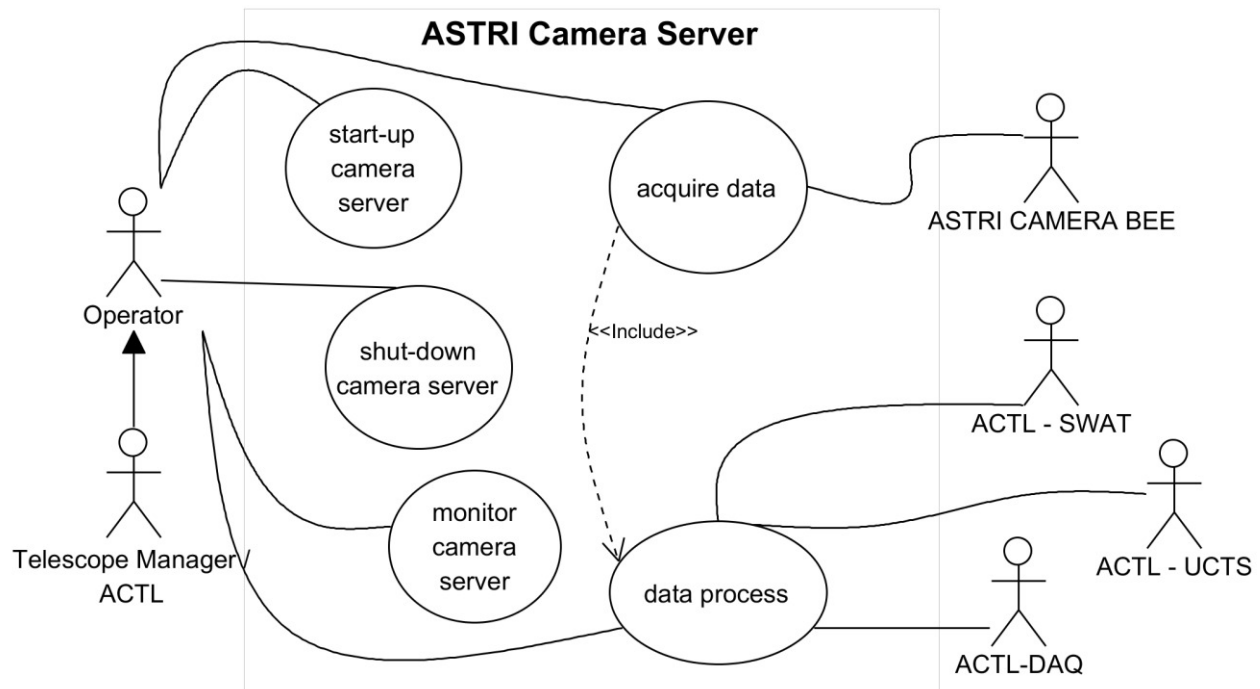 ASTRI Camera Server
start-up
camera
server
acquire data
ASTRI CAMERA BEE
Operator
<<Include>>
shut-down
camera server
ACTL - SWAT
Telescope Manager /
ACTL
monitor
camera
server
data process
ACTL - UCTS
ACTL-DAQ